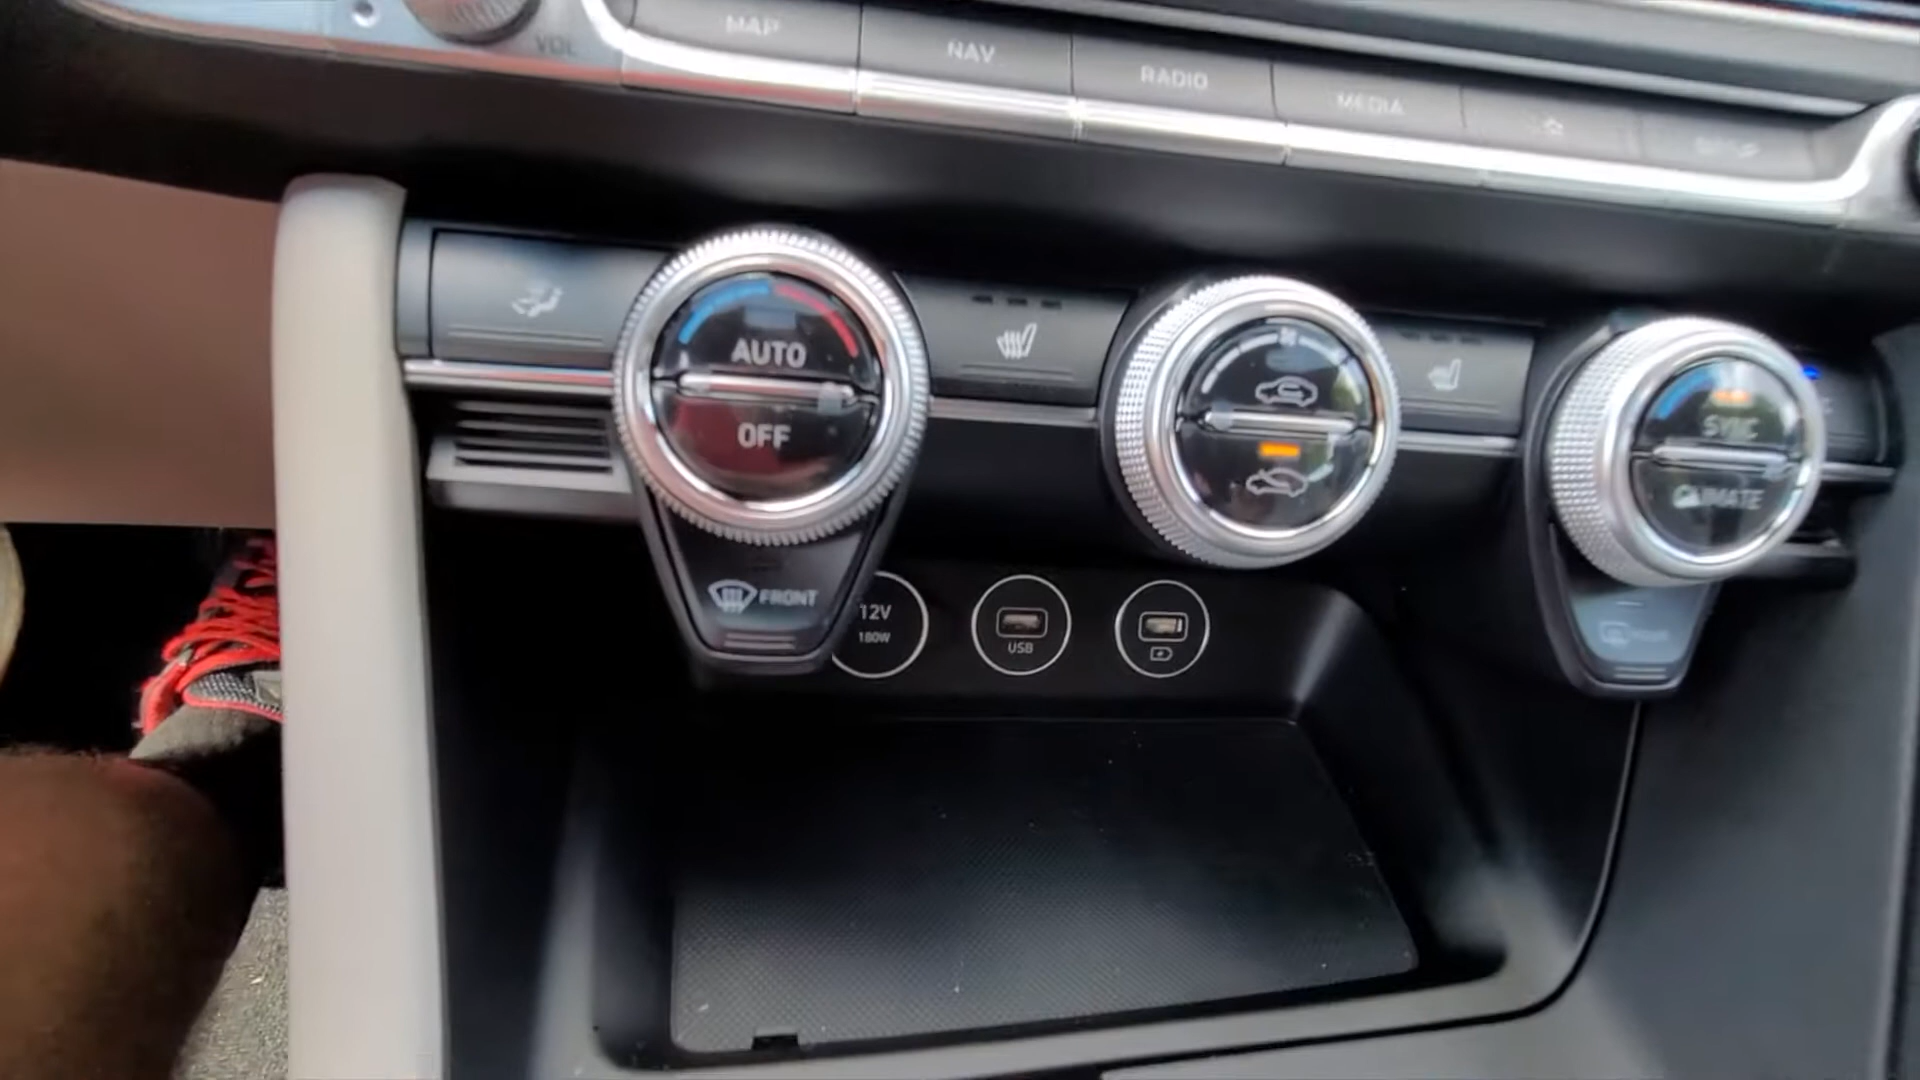 VOL
MAP
NAV
RADIO
MEDIA
AUTO
OFF
SYNC
CLIMATE
FRONT
12V
180W
USB